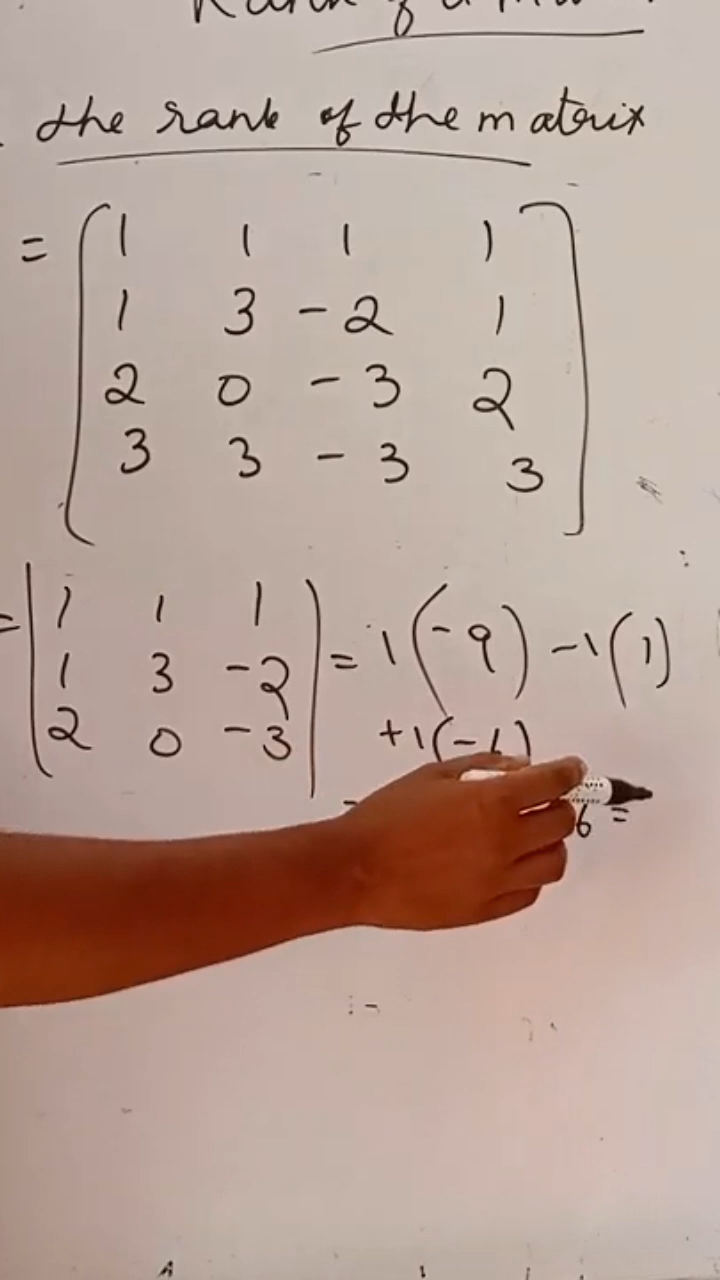 the rank of the matrix
= [ 1 1 1 1
1 3 -2 1
2 0 -3 2
3 3 -3 3 ]
= | 1 1 1
1 3 -2
2 0 -3 | = 1(-9) -1(1)
+1(-6)
6 =